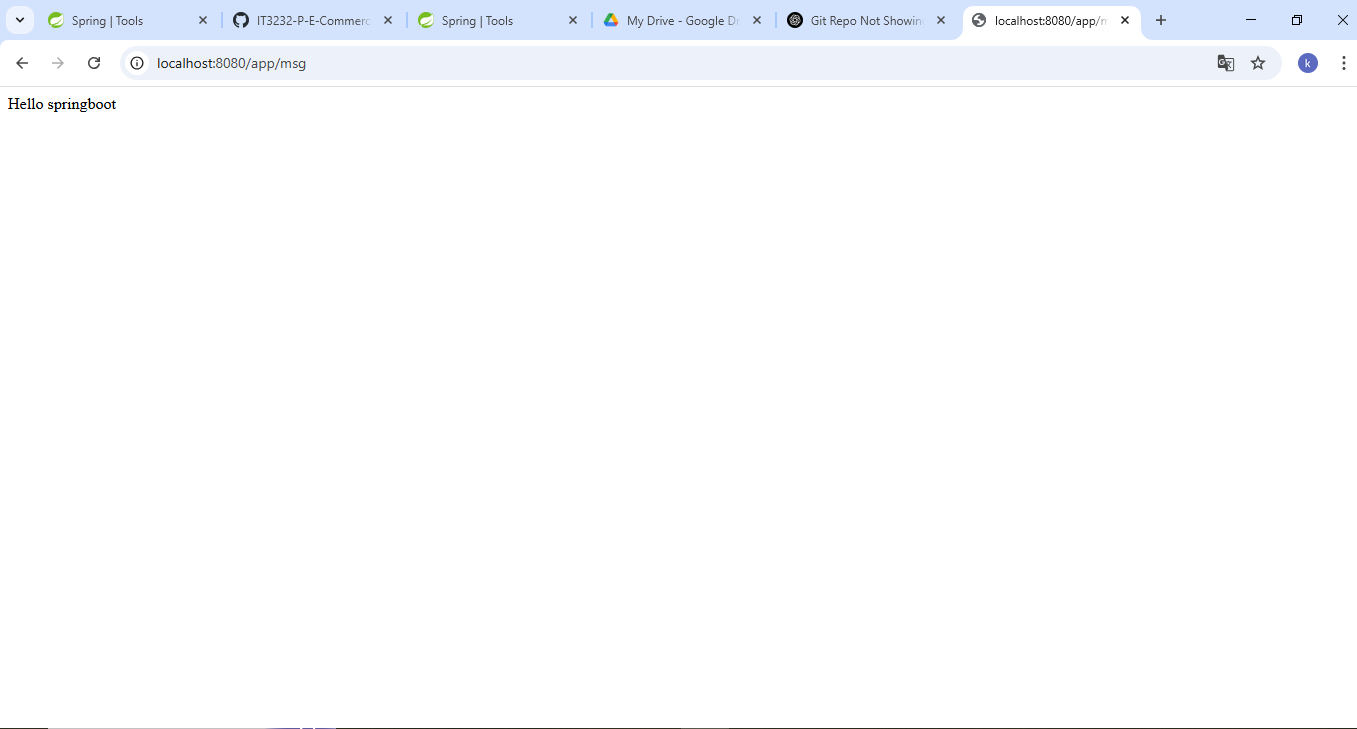 Spring | Tools
IT3232-P-E-Commerc
Spring | Tools
My Drive - Google Dr
Git Repo Not Showin
localhost:8080/app/m
localhost:8080/app/msg
k
Hello springboot